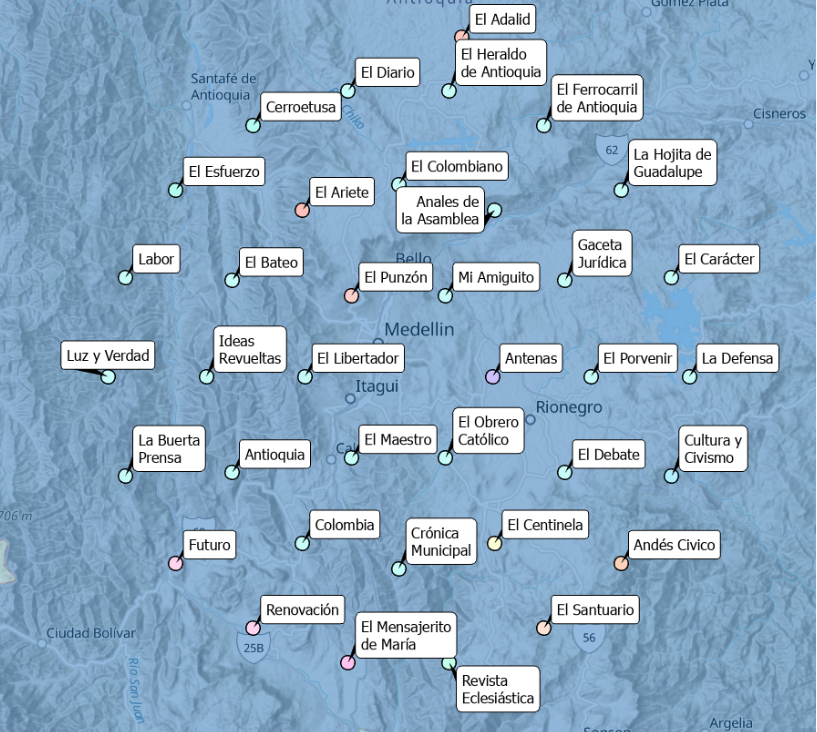 Antioquia
Gómez Plata
El Adalid
El Heraldo
de Antioquia
El Diario
Santafé de
Antioquia
Cerroetusa
El Ferrocarril
de Antioquia
Cisneros
62
El Esfuerzo
El Colombiano
La Hojita de
Guadalupe
El Ariete
Anales de
la Asamblea
Labor
El Bateo
Bello
El Punzón
Mi Amiguito
Gaceta
Jurídica
El Carácter
Medellín
Luz y Verdad
Ideas
Revueltas
El Libertador
Antenas
El Porvenir
La Defensa
Itagui
Rionegro
La Buerta
Prensa
Antioquia
El Maestro
El Obrero
Católico
El Debate
Cultura y
Civismo
706 m
Futuro
Colombia
Crónica
Municipal
El Centinela
Andés Civico
Renovación
El Santuario
Ciudad Bolívar
25B
El Mensajerito
de María
56
Río San Juan
Revista
Eclesiástica
Argelia